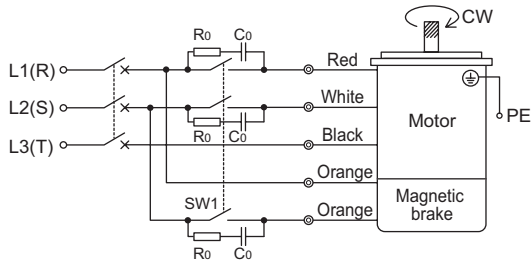 CW
R0 C0
L1(R) Red
L2(S) White
R0 C0
Motor
PE
L3(T) Black
Orange
SW1 Orange
Magnetic
brake
R0 C0